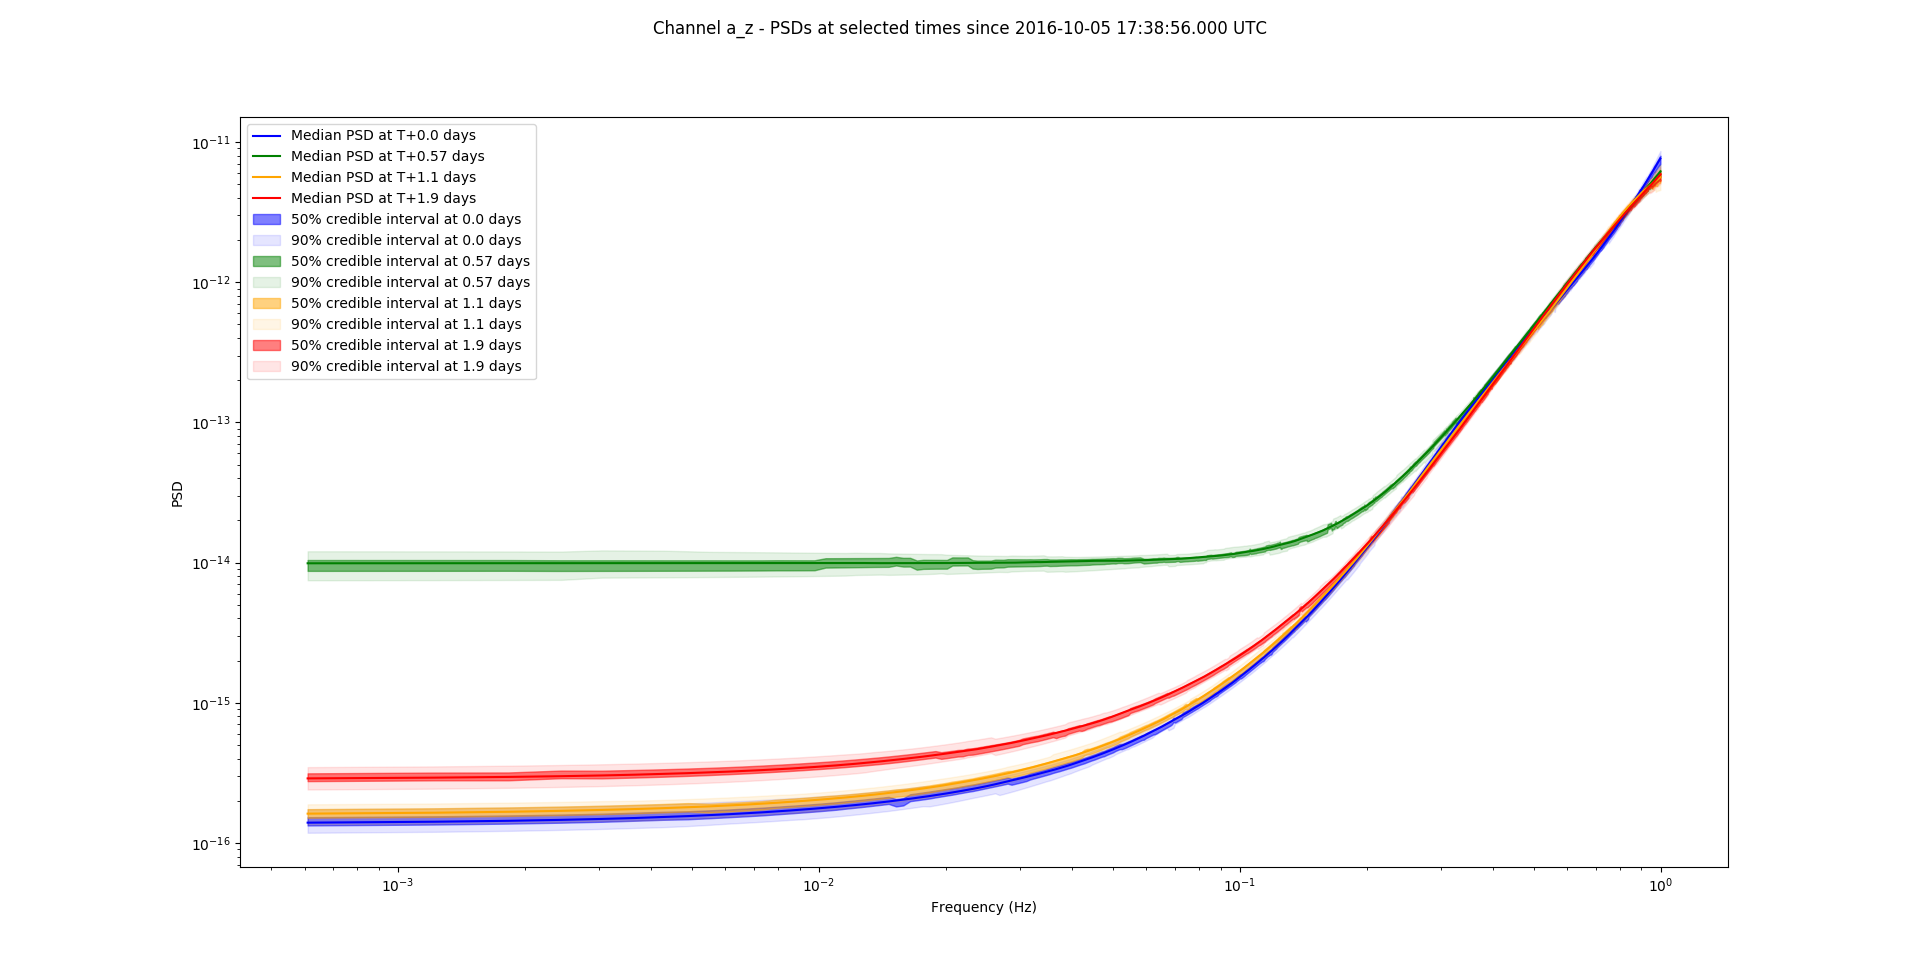 Channel a_z - PSDs at selected times since 2016-10-05 17:38:56.000 UTC
Median PSD at T+0.0 days
Median PSD at T+0.57 days
Median PSD at T+1.1 days
Median PSD at T+1.9 days
50% credible interval at 0.0 days
90% credible interval at 0.0 days
50% credible interval at 0.57 days
90% credible interval at 0.57 days
50% credible interval at 1.1 days
90% credible interval at 1.1 days
50% credible interval at 1.9 days
90% credible interval at 1.9 days
PSD
10⁻¹¹
10⁻¹²
10⁻¹³
10⁻¹⁴
10⁻¹⁵
10⁻¹⁶
10⁻³ 10⁻² 10⁻¹ 10⁰
Frequency (Hz)